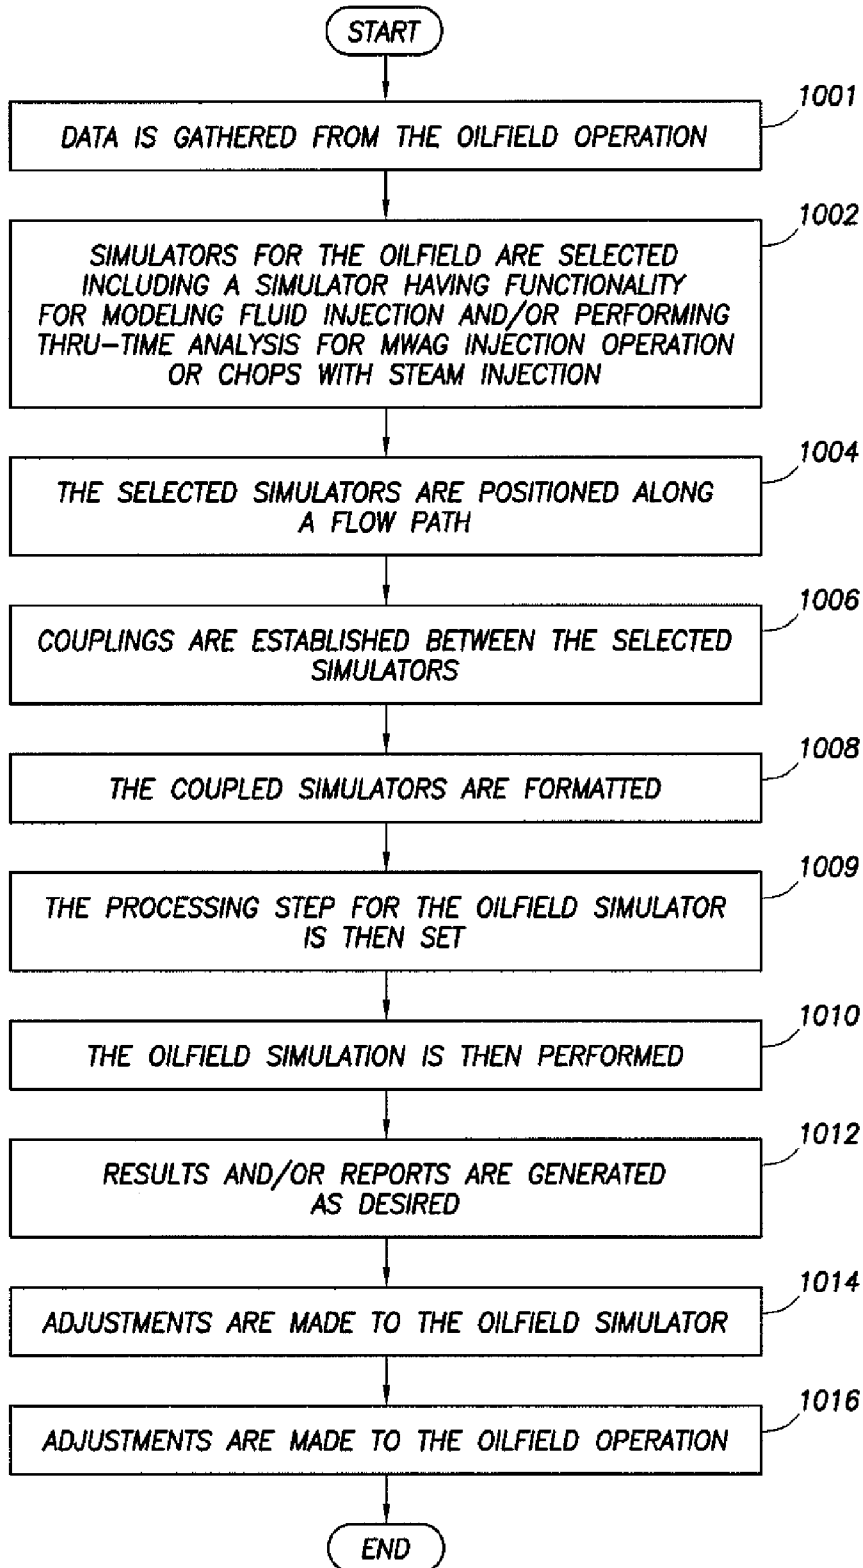 START
1001
DATA IS GATHERED FROM THE OILFIELD OPERATION
1002
SIMULATORS FOR THE OILFIELD ARE SELECTED
INCLUDING A SIMULATOR HAVING FUNCTIONALITY
FOR MODELING FLUID INJECTION AND/OR PERFORMING
THRU-TIME ANALYSIS FOR MWAG INJECTION OPERATION
OR CHOPS WITH STEAM INJECTION
1004
THE SELECTED SIMULATORS ARE POSITIONED ALONG
A FLOW PATH
1006
COUPLINGS ARE ESTABLISHED BETWEEN THE SELECTED
SIMULATORS
1008
THE COUPLED SIMULATORS ARE FORMATTED
1009
THE PROCESSING STEP FOR THE OILFIELD SIMULATOR
IS THEN SET
1010
THE OILFIELD SIMULATION IS THEN PERFORMED
1012
RESULTS AND/OR REPORTS ARE GENERATED
AS DESIRED
1014
ADJUSTMENTS ARE MADE TO THE OILFIELD SIMULATOR
1016
ADJUSTMENTS ARE MADE TO THE OILFIELD OPERATION
END